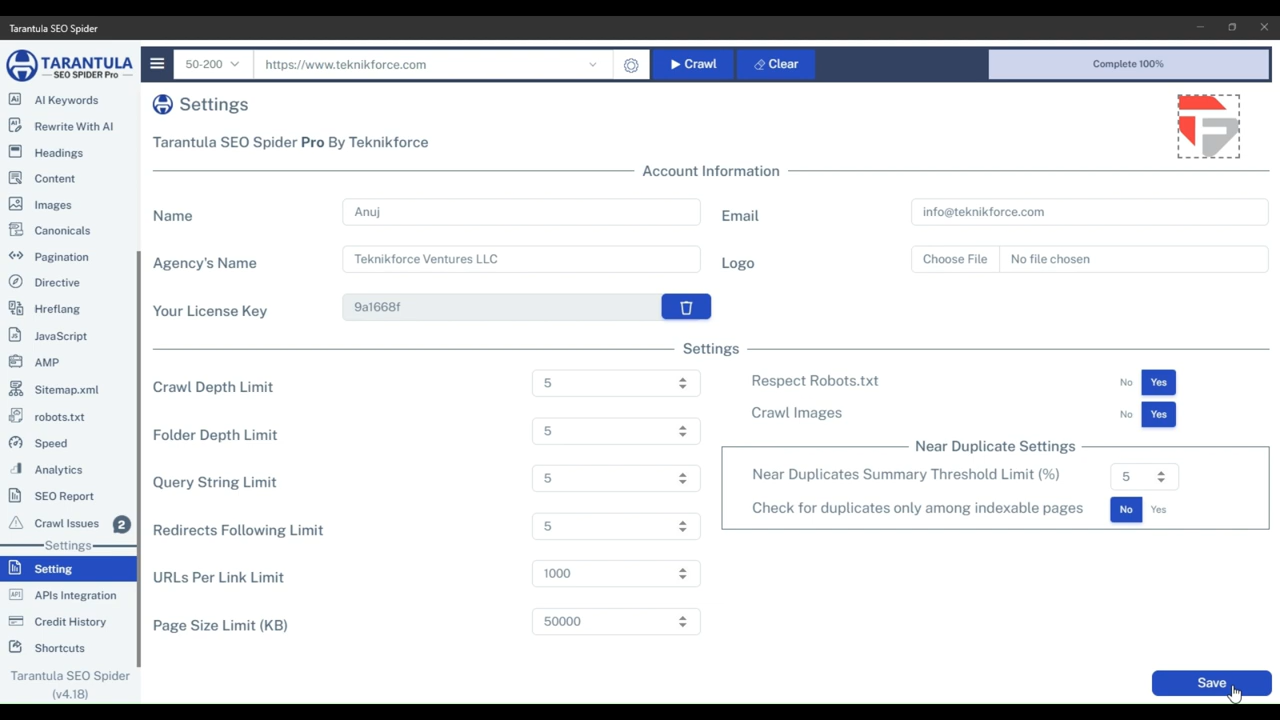 Tarantula SEO Spider
TARANTULA
SEO SPIDER Pro
50-200
https://www.teknikforce.com
Crawl
Clear
Complete 100%
AI Keywords
Rewrite With AI
Headings
Content
Images
Canonicals
Pagination
Directive
Hreflang
JavaScript
AMP
Sitemap.xml
robots.txt
Speed
Analytics
SEO Report
Crawl Issues 2
Settings
Setting
APIs Integration
Credit History
Shortcuts
Tarantula SEO Spider
(v4.18)
Settings
Tarantula SEO Spider Pro By Teknikforce
Account Information
Name Anuj Email info@teknikforce.com
Agency's Name Teknikforce Ventures LLC Logo Choose File No file chosen
Your License Key 9a1668f
Settings
Crawl Depth Limit 5
Folder Depth Limit 5
Query String Limit 5
Redirects Following Limit 5
URLs Per Link Limit 1000
Page Size Limit (KB) 50000
Respect Robots.txt No Yes
Crawl Images No Yes
Near Duplicate Settings
Near Duplicates Summary Threshold Limit (%) 5
Check for duplicates only among indexable pages No Yes
Save